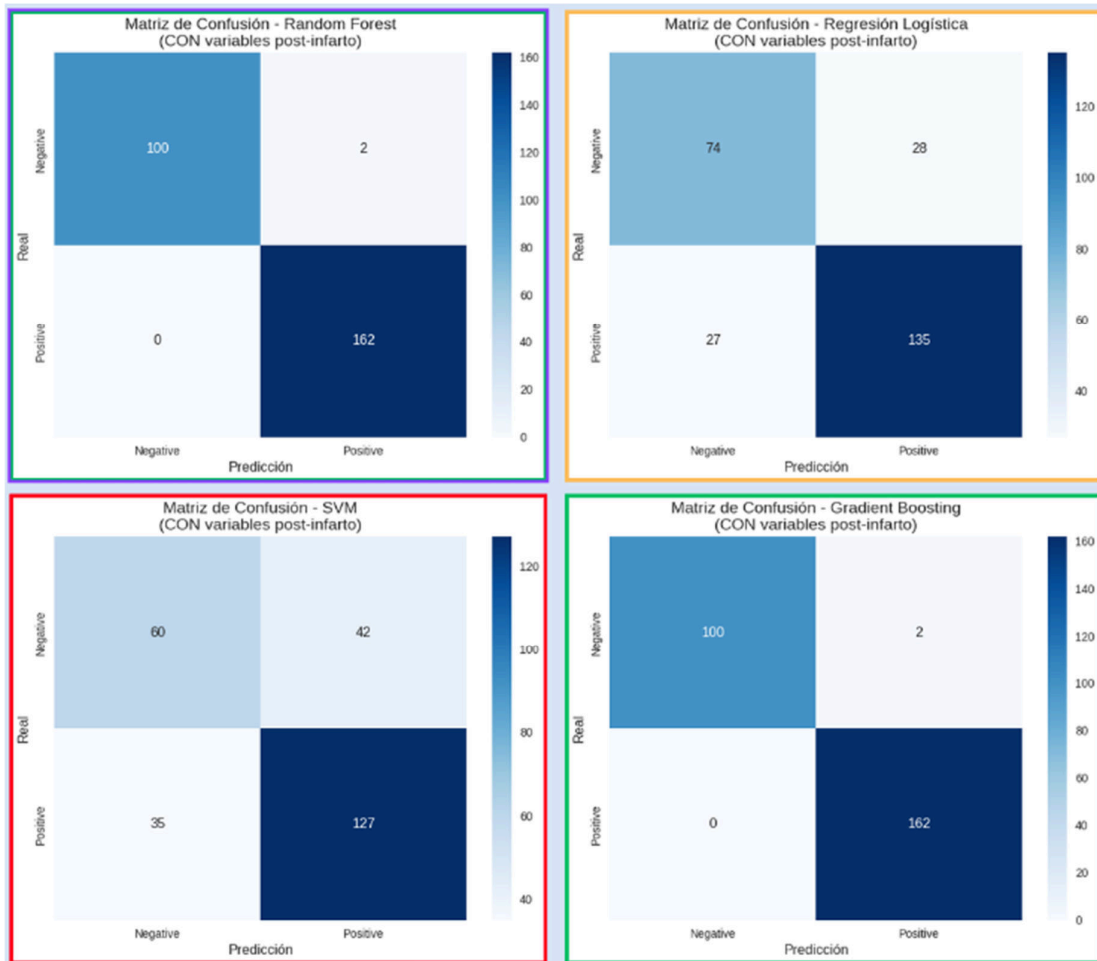 Matriz de Confusión - Random Forest
(CON variables post-infarto)
Real
Negative
Positive
100
2
0
162
Negative
Positive
Predicción
160
140
120
100
80
60
40
20
0
Matriz de Confusión - Regresión Logística
(CON variables post-infarto)
Real
Negative
Positive
74
28
27
135
Negative
Positive
Predicción
120
100
80
60
40
Matriz de Confusión - SVM
(CON variables post-infarto)
Real
Negative
Positive
60
42
35
127
Negative
Positive
Predicción
120
100
80
60
40
Matriz de Confusión - Gradient Boosting
(CON variables post-infarto)
Real
Negative
Positive
100
2
0
162
Negative
Positive
Predicción
160
140
120
100
80
60
40
20
0